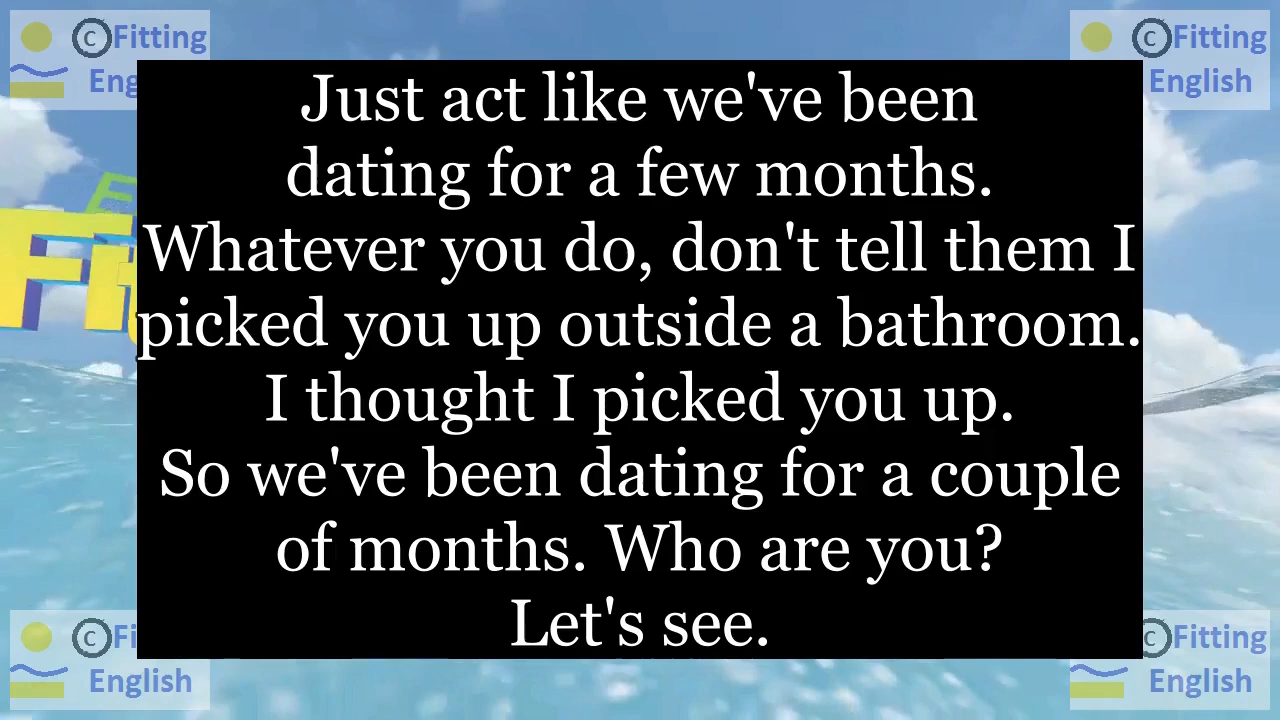 © Fitting
English
© Fitting
English
Just act like we've been
dating for a few months.
Whatever you do, don't tell them I
picked you up outside a bathroom.
I thought I picked you up.
So we've been dating for a couple
of months. Who are you?
Let's see.
© Fitting
English
© Fitting
English